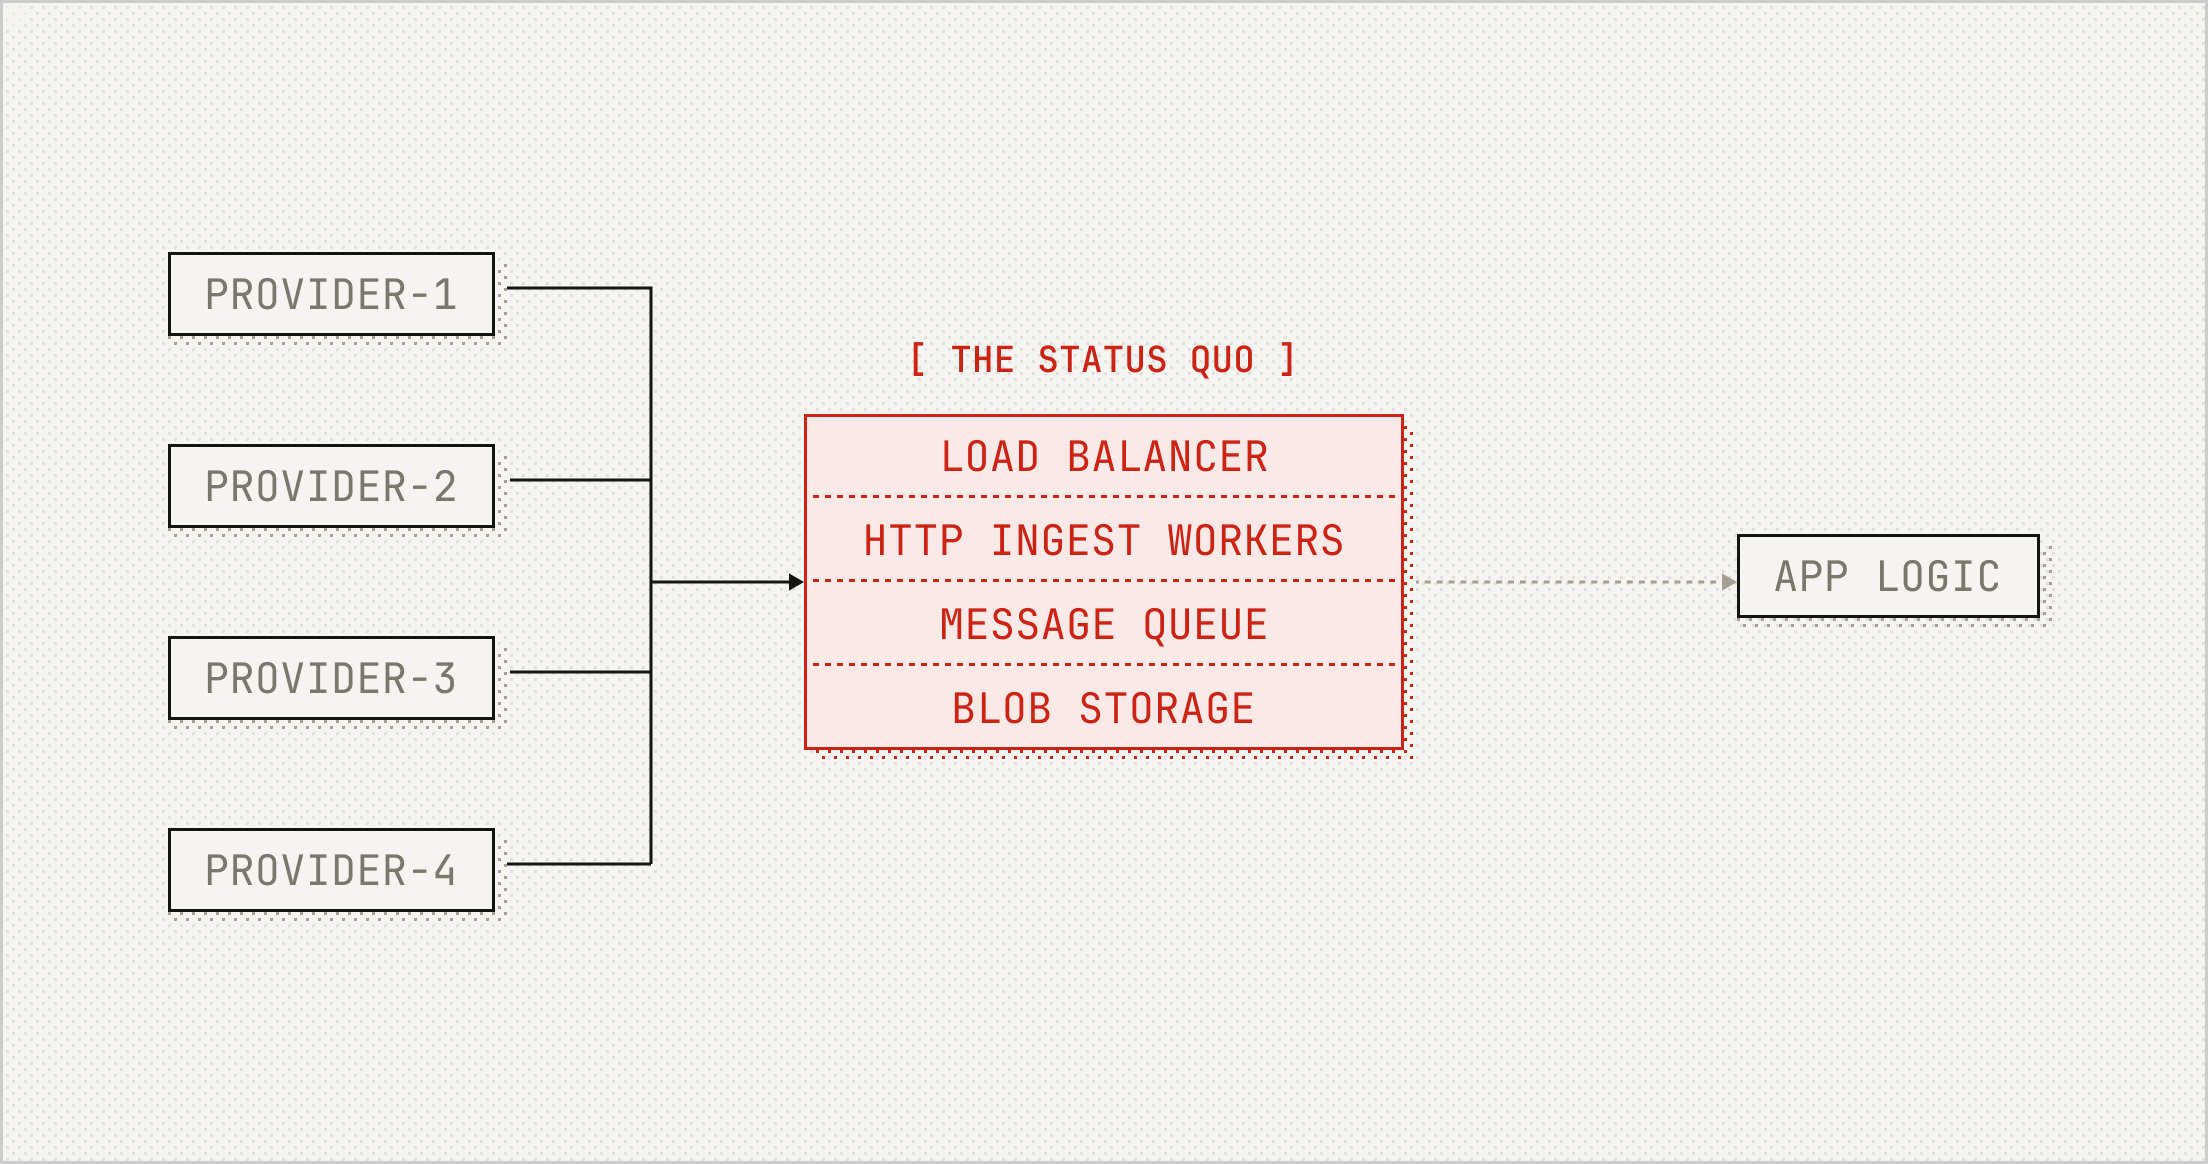 PROVIDER-1
PROVIDER-2
PROVIDER-3
PROVIDER-4
[ THE STATUS QUO ]
LOAD BALANCER
HTTP INGEST WORKERS
MESSAGE QUEUE
BLOB STORAGE
APP LOGIC